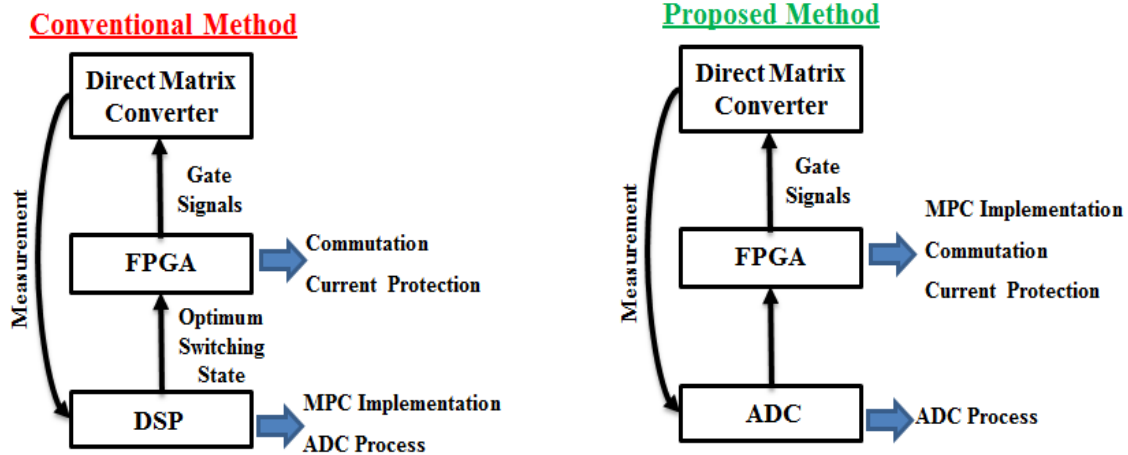 Conventional Method
Direct Matrix
Converter
Measurement
Gate
Signals
FPGA
Commutation
Current Protection
Optimum
Switching
State
DSP
MPC Implementation
ADC Process
Proposed Method
Direct Matrix
Converter
Measurement
Gate
Signals
FPGA
MPC Implementation
Commutation
Current Protection
ADC
ADC Process